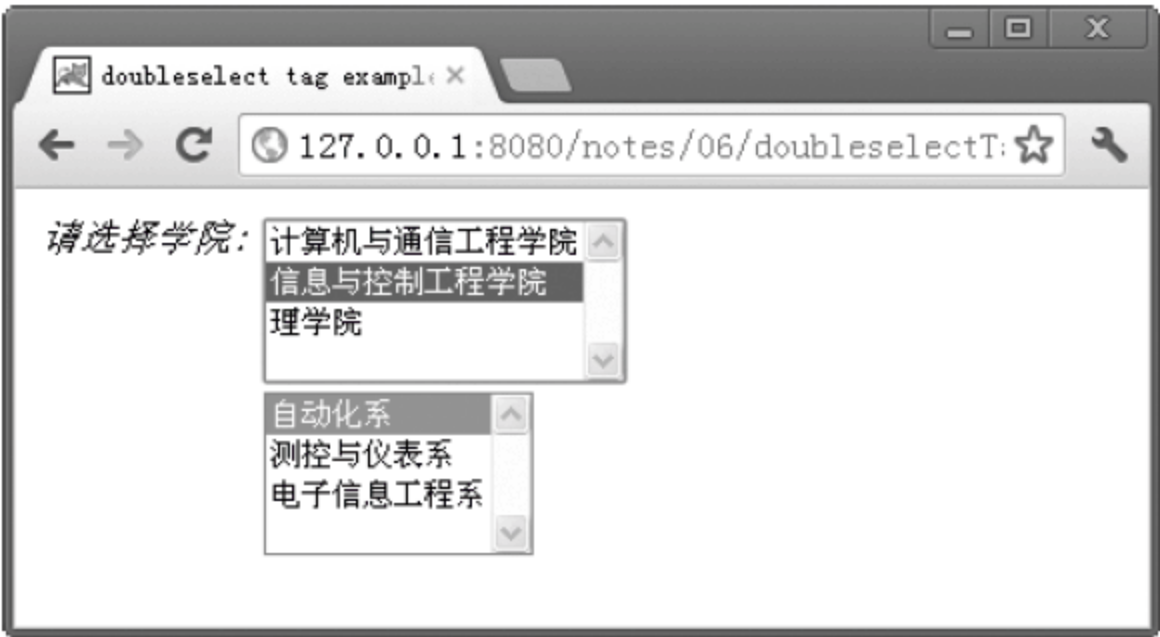 doubleselect tag example
127.0.0.1:8080/notes/06/doubleselectTa
请选择学院:
计算机与通信工程学院
信息与控制工程学院
理学院
自动化系
测控与仪表系
电子信息工程系